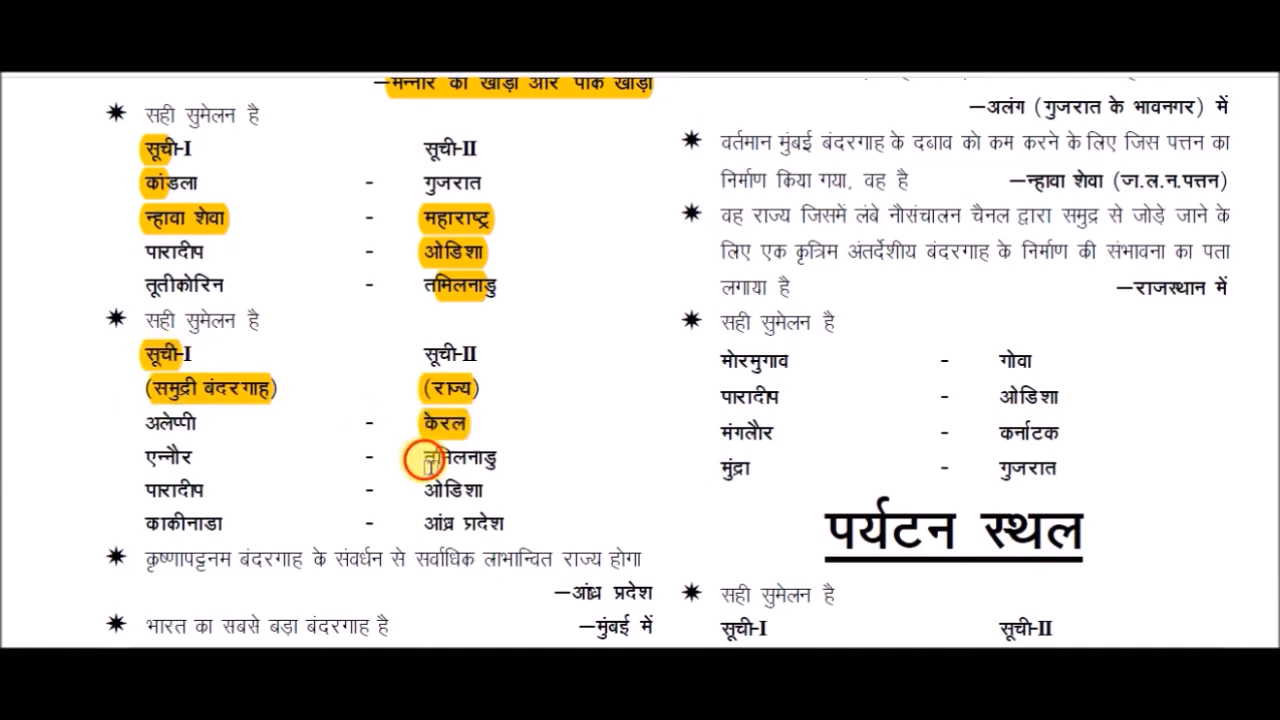 –मन्नार की खाड़ी और पाक खाड़ी
✷ सही सुमेलन है
सूची-I सूची-II
कांडला - गुजरात
न्हावा शेवा - महाराष्ट्र
पारादीप - ओडिशा
तूतीकोरिन - तमिलनाडु
✷ सही सुमेलन है
सूची-I सूची-II
(समुद्री बंदरगाह) (राज्य)
अलेप्पी - केरल
एन्नौर - तमिलनाडु
पारादीप - ओडिशा
काकीनाडा - आंध्र प्रदेश
✷ कृष्णापट्टनम बंदरगाह के संवर्धन से सर्वाधिक लाभान्वित राज्य होगा
–आंध्र प्रदेश
✷ भारत का सबसे बड़ा बंदरगाह है –मुंबई में
–अलंग (गुजरात के भावनगर) में
✷ वर्तमान मुंबई बंदरगाह के दबाव को कम करने के लिए जिस पत्तन का
निर्माण किया गया, वह है –न्हावा शेवा (ज.ल.न.पत्तन)
✷ वह राज्य जिसमें लंबे नौसंचालन चैनल द्वारा समुद्र से जोड़े जाने के
लिए एक कृत्रिम अंतर्देशीय बंदरगाह के निर्माण की संभावना का पता
लगाया है –राजस्थान में
✷ सही सुमेलन है
मोरमुगाव - गोवा
पारादीप - ओडिशा
मंगलौर - कर्नाटक
मुंद्रा - गुजरात
पर्यटन स्थल
✷ सही सुमेलन है
सूची-I सूची-II